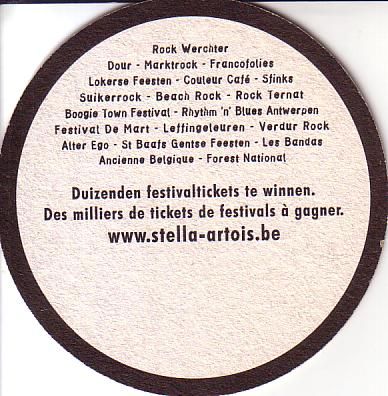 Rock Werchter
Dour - Marktrock - Francofolies
Lokerse Feesten - Couleur Café - Sfinks
Suikerrock - Beach Rock - Rock Ternat
Boogie Town Festival - Rhythm 'n' Blues Antwerpen
Festival De Mart - Leffingeleuren - Verdur Rock
Alter Ego - St Baafs Gentse Feesten - Les Bandas
Ancienne Belgique - Forest National
Duizenden festivaltickets te winnen.
Des milliers de tickets de festivals à gagner.
www.stella-artois.be